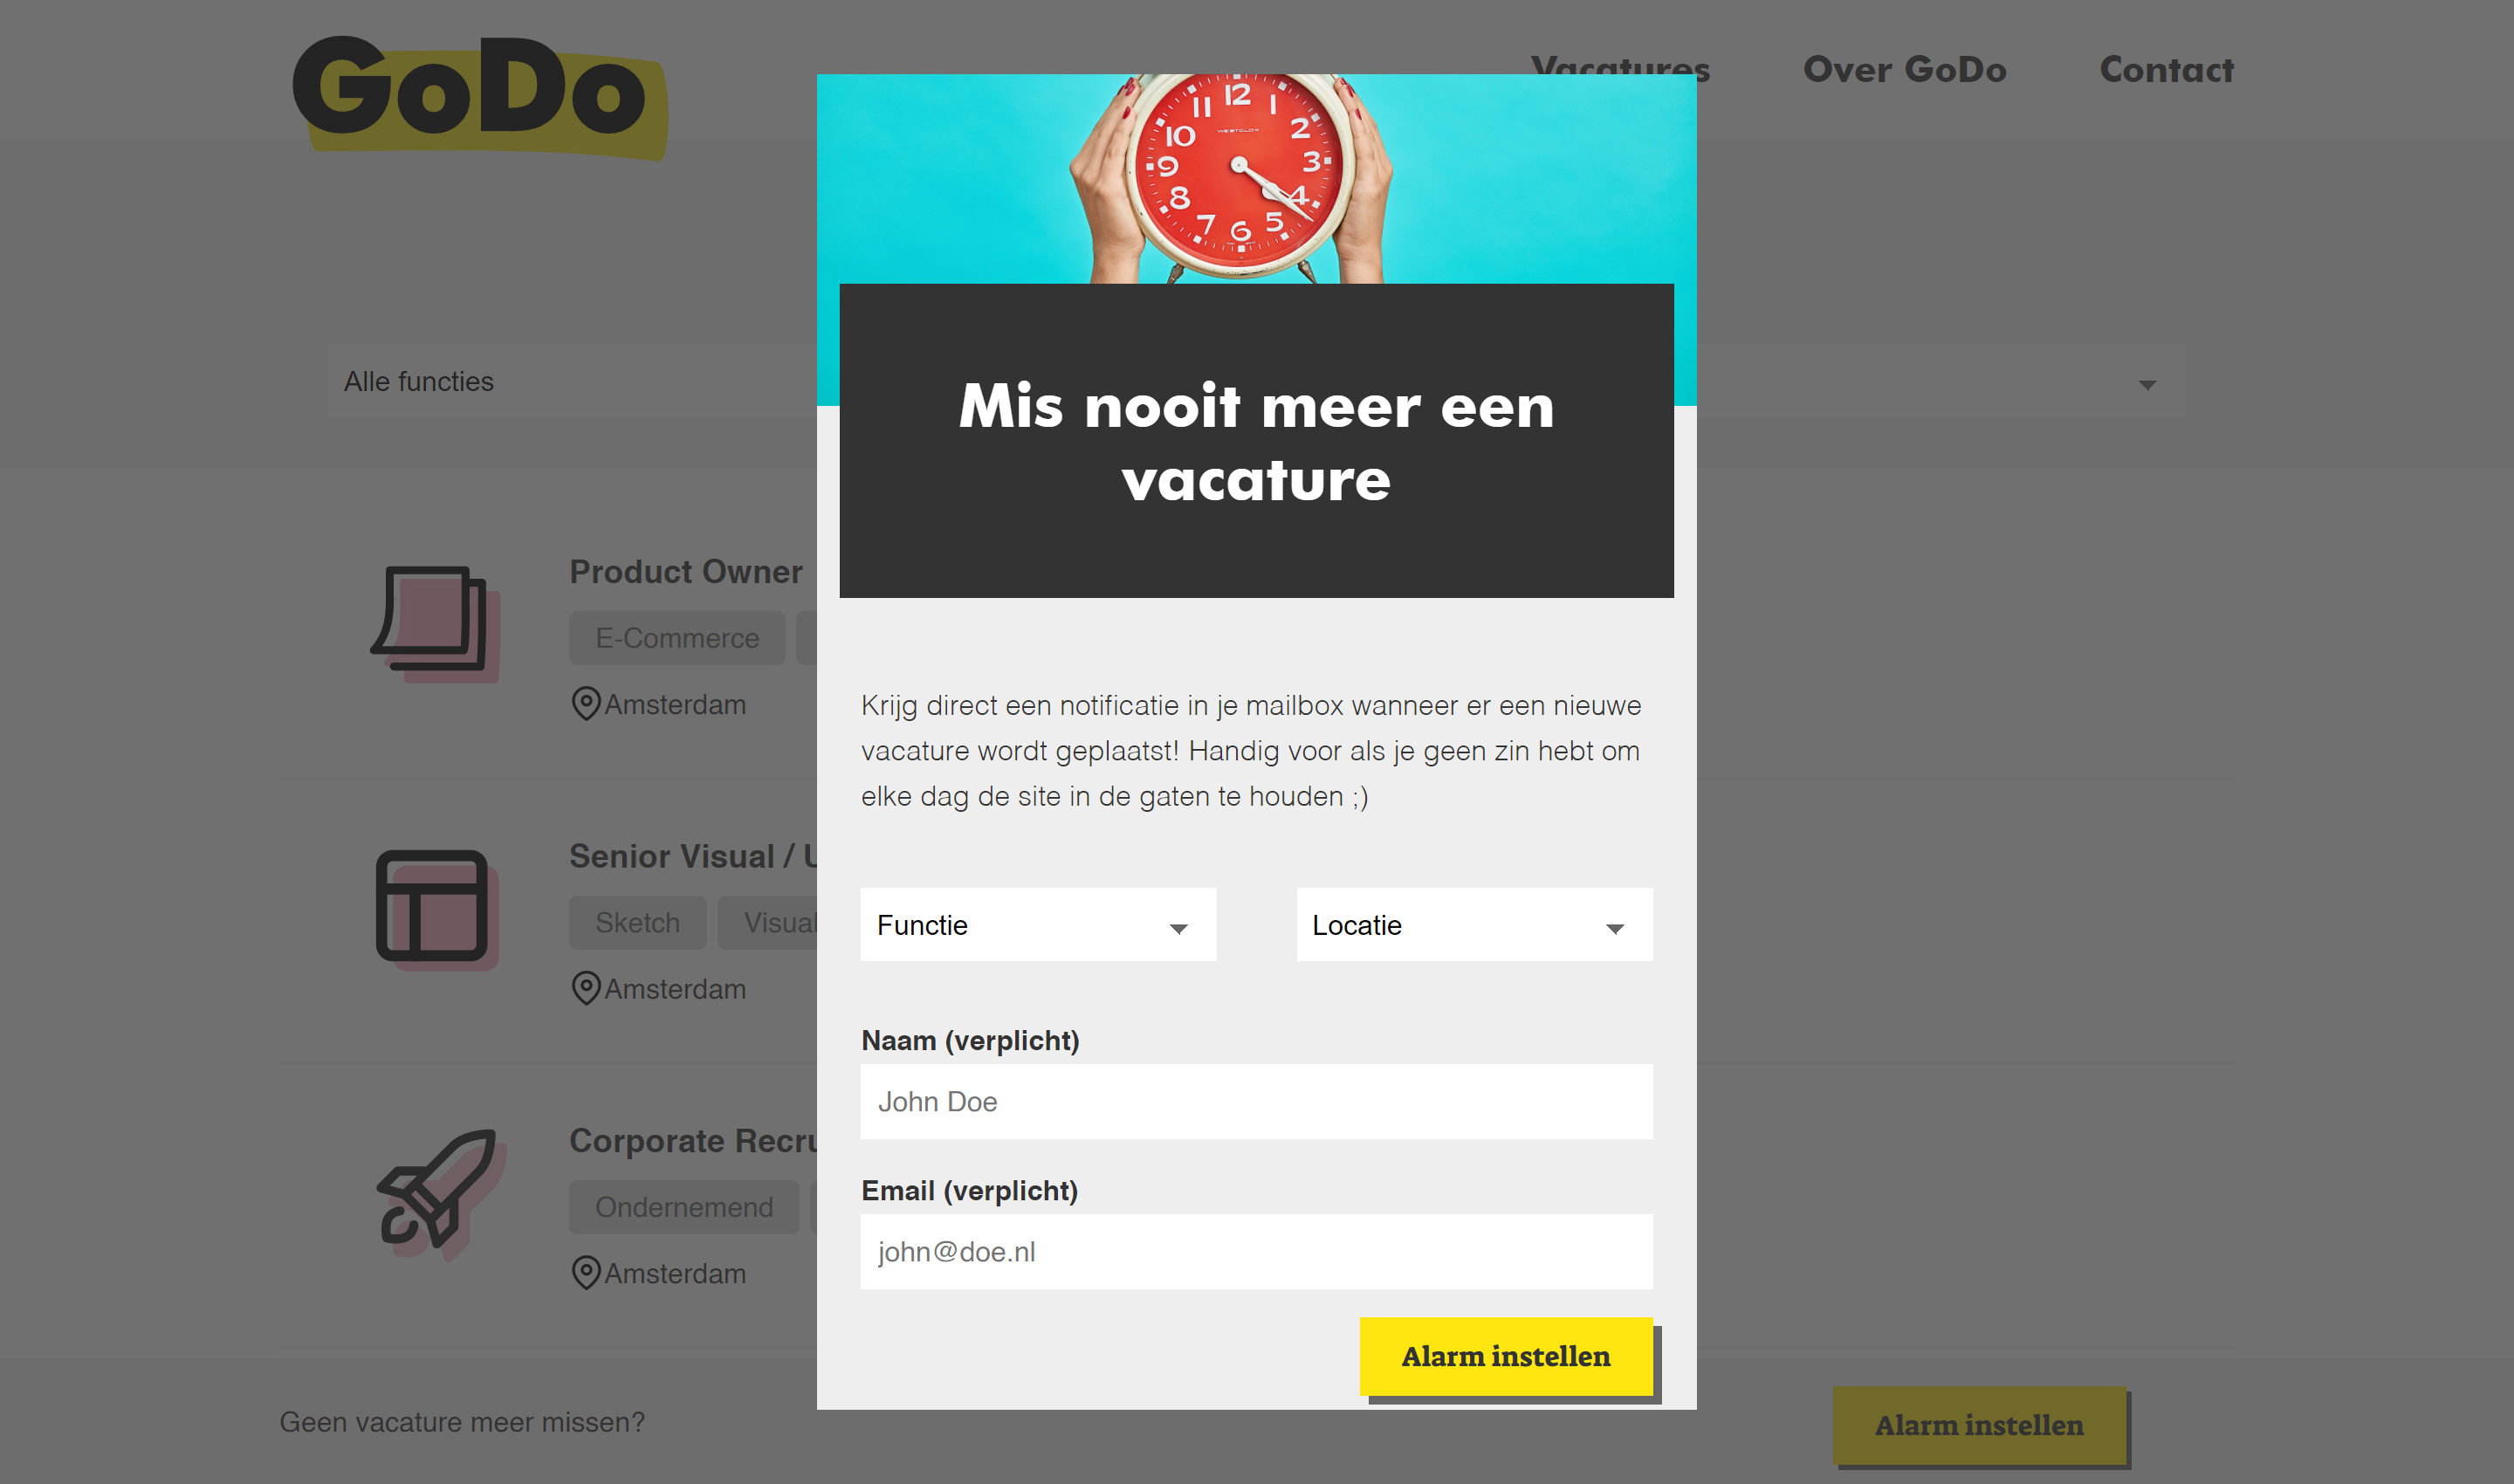 GoDo
Vacatures
Over GoDo
Contact
12
11
1
10
2
9
3
8
4
7
5
6
WESTCLOX
Mis nooit meer een
vacature
Alle functies
Krijg direct een notificatie in je mailbox wanneer er een nieuwe
vacature wordt geplaatst! Handig voor als je geen zin hebt om
elke dag de site in de gaten te houden ;)
Functie
Locatie
Naam (verplicht)
John Doe
Email (verplicht)
john@doe.nl
Alarm instellen
Product Owner
E-Commerce
Amsterdam
Senior Visual /
Sketch
Visual
Amsterdam
Corporate
Ondernemend
Amsterdam
Geen vacature meer missen?
Alarm instellen